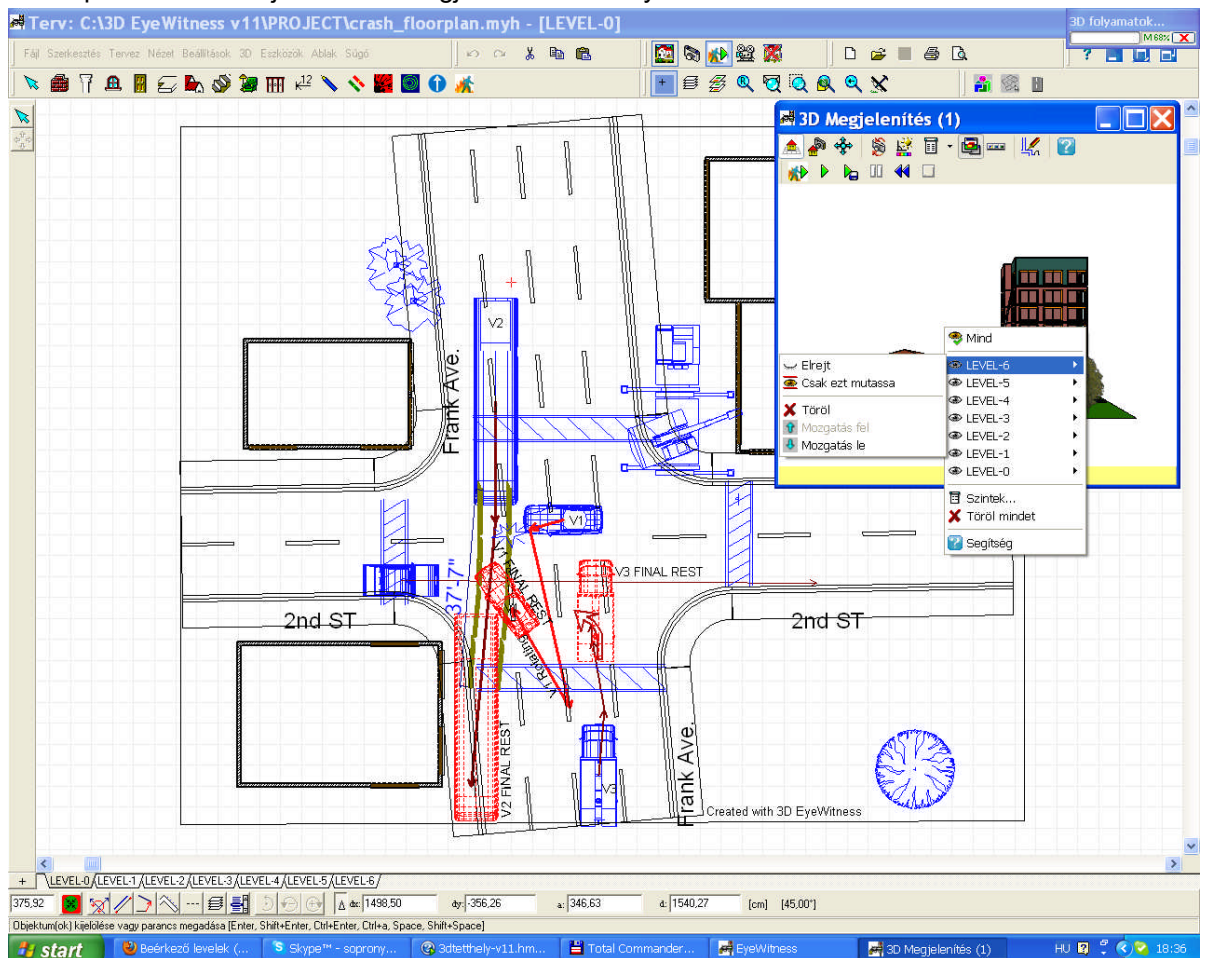 Terv: C:\3D EyeWitness v11\PROJECT\crash_floorplan.myh - [LEVEL-0]
3D folyamatok...
M68%
Fájl Szerkesztés Tervez Nézet Beállítások 3D Eszközök Ablak Súgó
12
3D Megjelenítés (1)
Mind
LEVEL-6
LEVEL-5
LEVEL-4
LEVEL-3
LEVEL-2
LEVEL-1
LEVEL-0
Szintek...
Töröl mindet
Segítség
Elrejt
Csak ezt mutassa
Töröl
Mozgatás fel
Mozgatás le
V2
Frank Ave.
V1
V1 FINAL REST
V3 FINAL REST
37'-7"
2nd ST
2nd ST
V1 Rotating
V2 FINAL REST
V3
Frank Ave.
Created with 3D EyeWitness
+ LEVEL-0 LEVEL-1 LEVEL-2 LEVEL-3 LEVEL-4 LEVEL-5 LEVEL-6
375,92 dx: 1498,50 dy: -356,26 a: 346,63 d: 1540,27 [cm] [45,00°]
Objektum(ok) kijelölése vagy parancs megadása [Enter, Shift+Enter, Ctrl+Enter, Ctrl+a, Space, Shift+Space]
start Beérkező levelek (... Skype™ - soprony... 3dtetthely-v11.hm... Total Commander... EyeWitness 3D Megjelenítés (1) HU 18:36